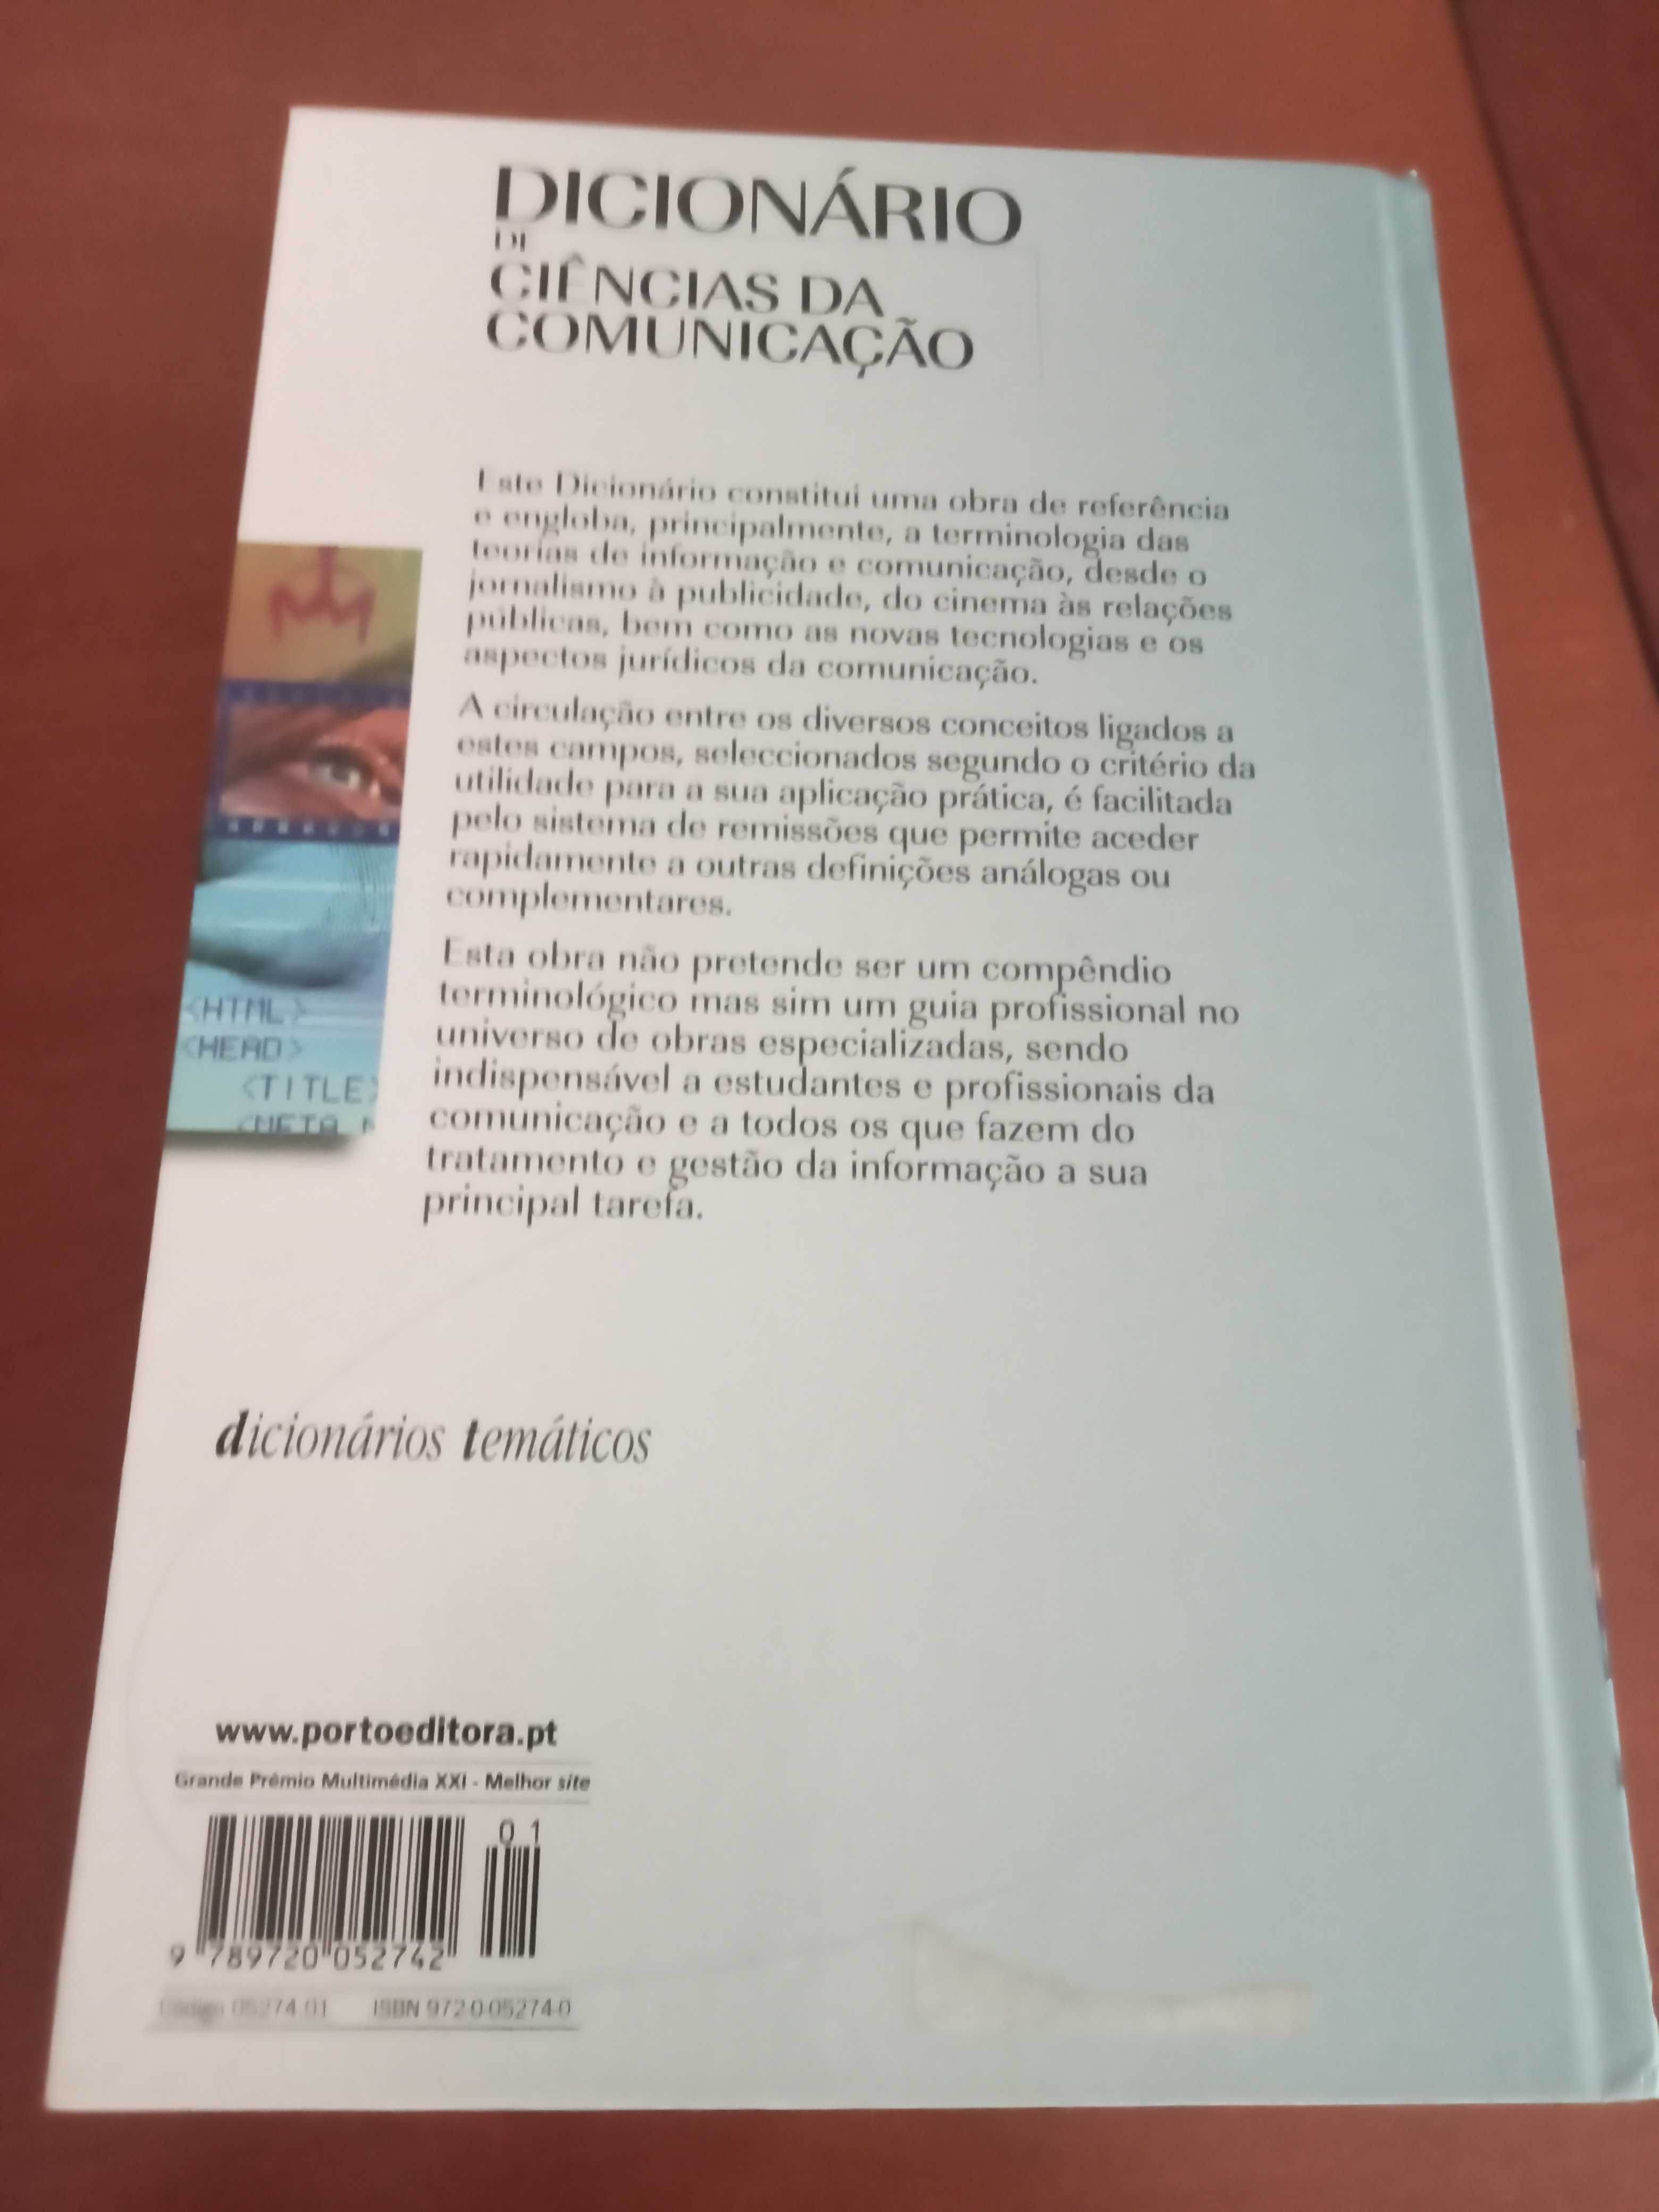 DICIONÁRIO
DE
CIÊNCIAS DA
COMUNICAÇÃO
Este Dicionário constitui uma obra de referência
e engloba, principalmente, a terminologia das
teorias de informação e comunicação, desde o
jornalismo à publicidade, do cinema às relações
públicas, bem como as novas tecnologias e os
aspectos jurídicos da comunicação.
A circulação entre os diversos conceitos ligados a
estes campos, seleccionados segundo o critério da
utilidade para a sua aplicação prática, é facilitada
pelo sistema de remissões que permite aceder
rapidamente a outras definições análogas ou
complementares.
Esta obra não pretende ser um compêndio
terminológico mas sim um guia profissional no
universo de obras especializadas, sendo
indispensável a estudantes e profissionais da
comunicação e a todos os que fazem do
tratamento e gestão da informação a sua
principal tarefa.
<HTML>
<HEAD>
<TITLE>
<META N
dicionários temáticos
www.portoeditora.pt
Grande Prémio Multimédia XXI - Melhor site
0 1
9 789720 052742
Código 05274.01 ISBN 972-0-05274-0